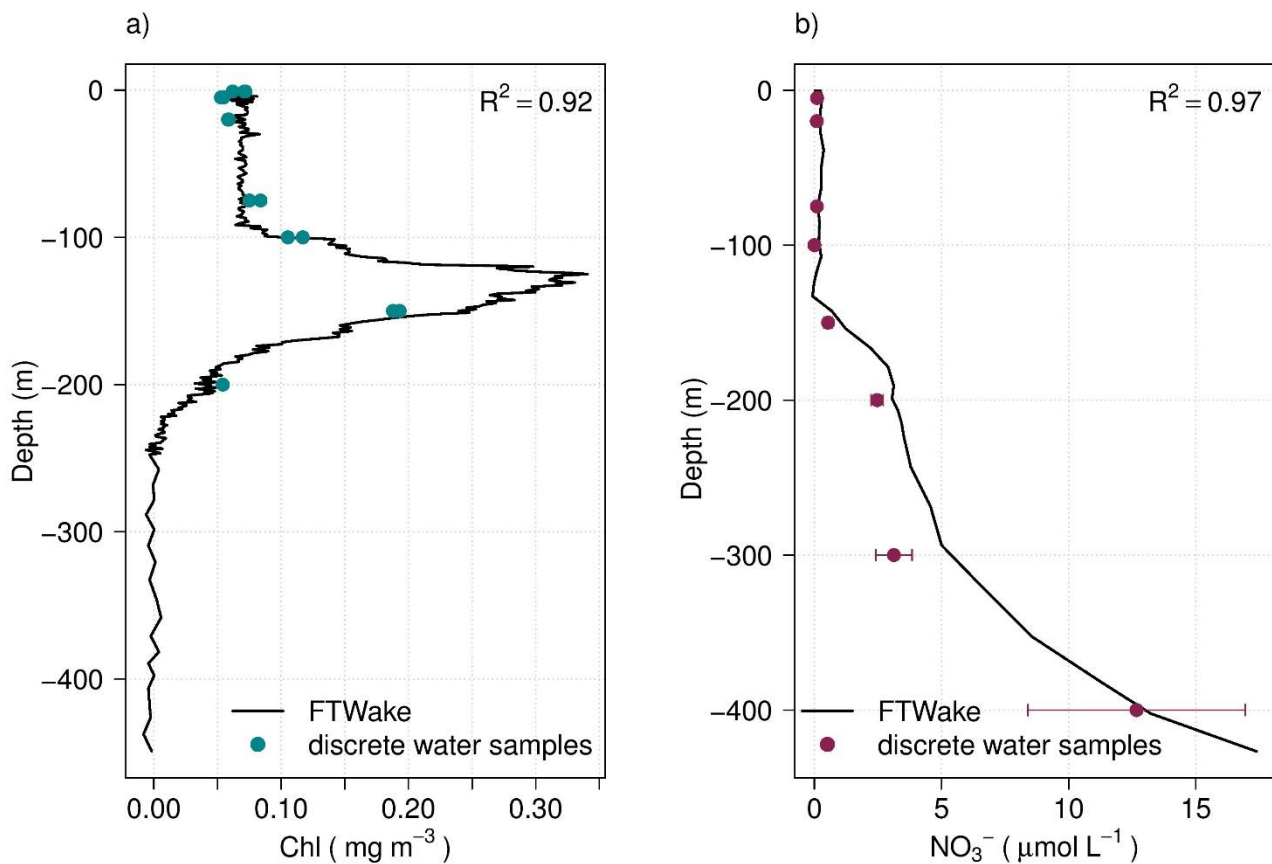 a)
R² = 0.92
0
−100
−200
−300
−400
Depth (m)
FTWake
discrete water samples
0.00 0.10 0.20 0.30
Chl ( mg m⁻³)
b)
R² = 0.97
0
−100
−200
−300
−400
Depth (m)
FTWake
discrete water samples
0 5 10 15
NO₃⁻ ( μmol L⁻¹)